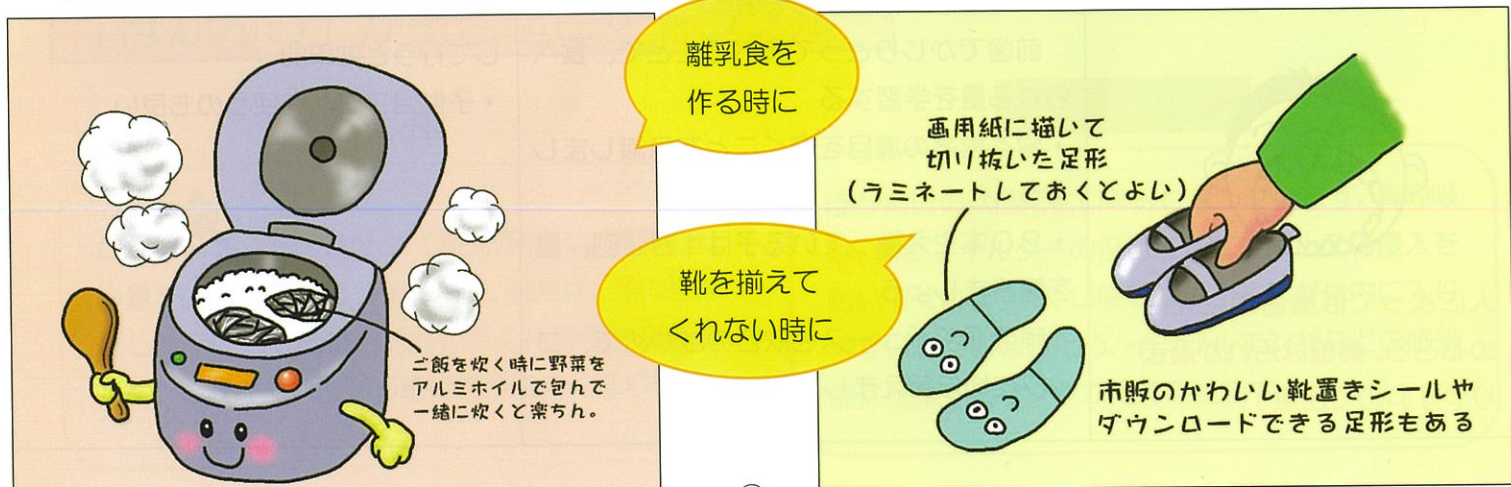 離乳食を
作る時に
ご飯を炊く時に野菜を
アルミホイルで包んで
一緒に炊くと楽ちん。
靴を揃えて
くれない時に
画用紙に描いて
切り抜いた足形
(ラミネートしておくとよい)
市販のかわいい靴置きシールや
ダウンロードできる足形もある